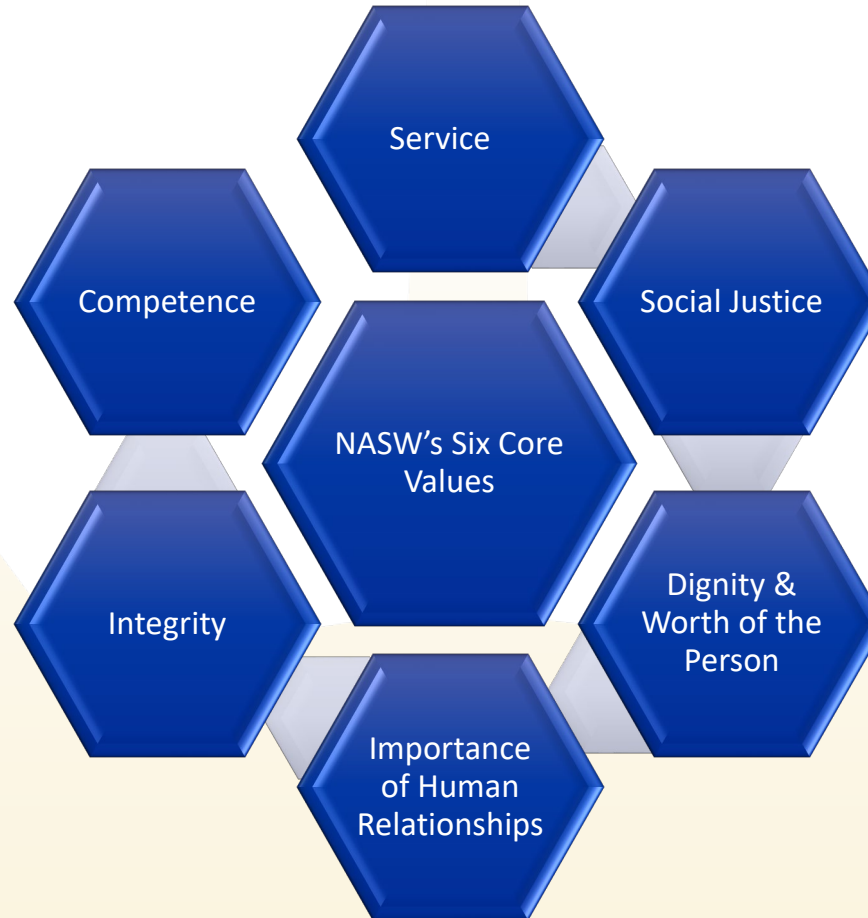 Service
Competence
Social Justice
NASW’s Six Core
Values
Integrity
Dignity &
Worth of the
Person
Importance
of Human
Relationships